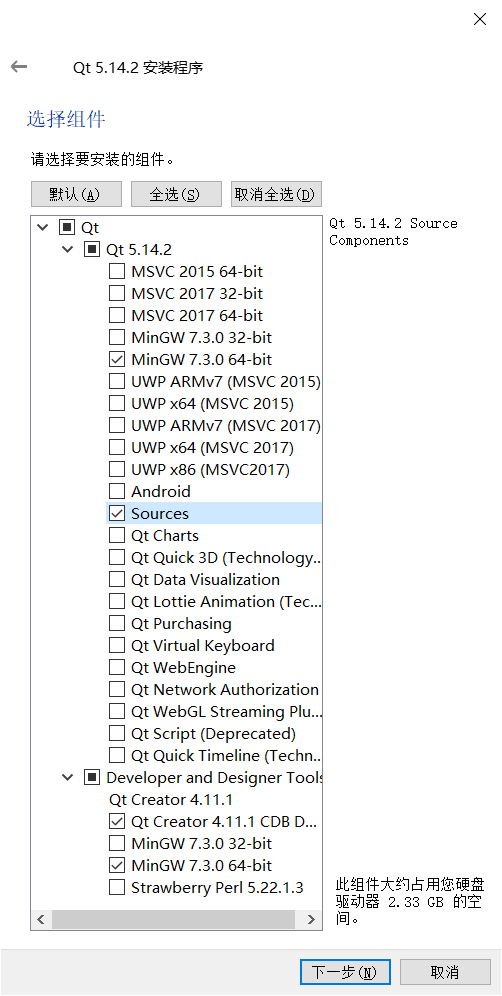 Qt 5.14.2 安装程序
选择组件
请选择要安装的组件。
默认(A)
全选(S)
取消全选(D)
Qt
Qt 5.14.2
MSVC 2015 64-bit
MSVC 2017 32-bit
MSVC 2017 64-bit
MinGW 7.3.0 32-bit
MinGW 7.3.0 64-bit
UWP ARMv7 (MSVC 2015)
UWP x64 (MSVC 2015)
UWP ARMv7 (MSVC 2017)
UWP x64 (MSVC 2017)
UWP x86 (MSVC2017)
Android
Sources
Qt Charts
Qt Quick 3D (Technology...
Qt Data Visualization
Qt Lottie Animation (Tec...
Qt Purchasing
Qt Virtual Keyboard
Qt WebEngine
Qt Network Authorization
Qt WebGL Streaming Plu...
Qt Script (Deprecated)
Qt Quick Timeline (Techn...
Developer and Designer Tools
Qt Creator 4.11.1
Qt Creator 4.11.1 CDB D...
MinGW 7.3.0 32-bit
MinGW 7.3.0 64-bit
Strawberry Perl 5.22.1.3
Qt 5.14.2 Source
Components
此组件大约占用您硬盘
驱动器 2.33 GB 的空
间。
下一步(N)
取消